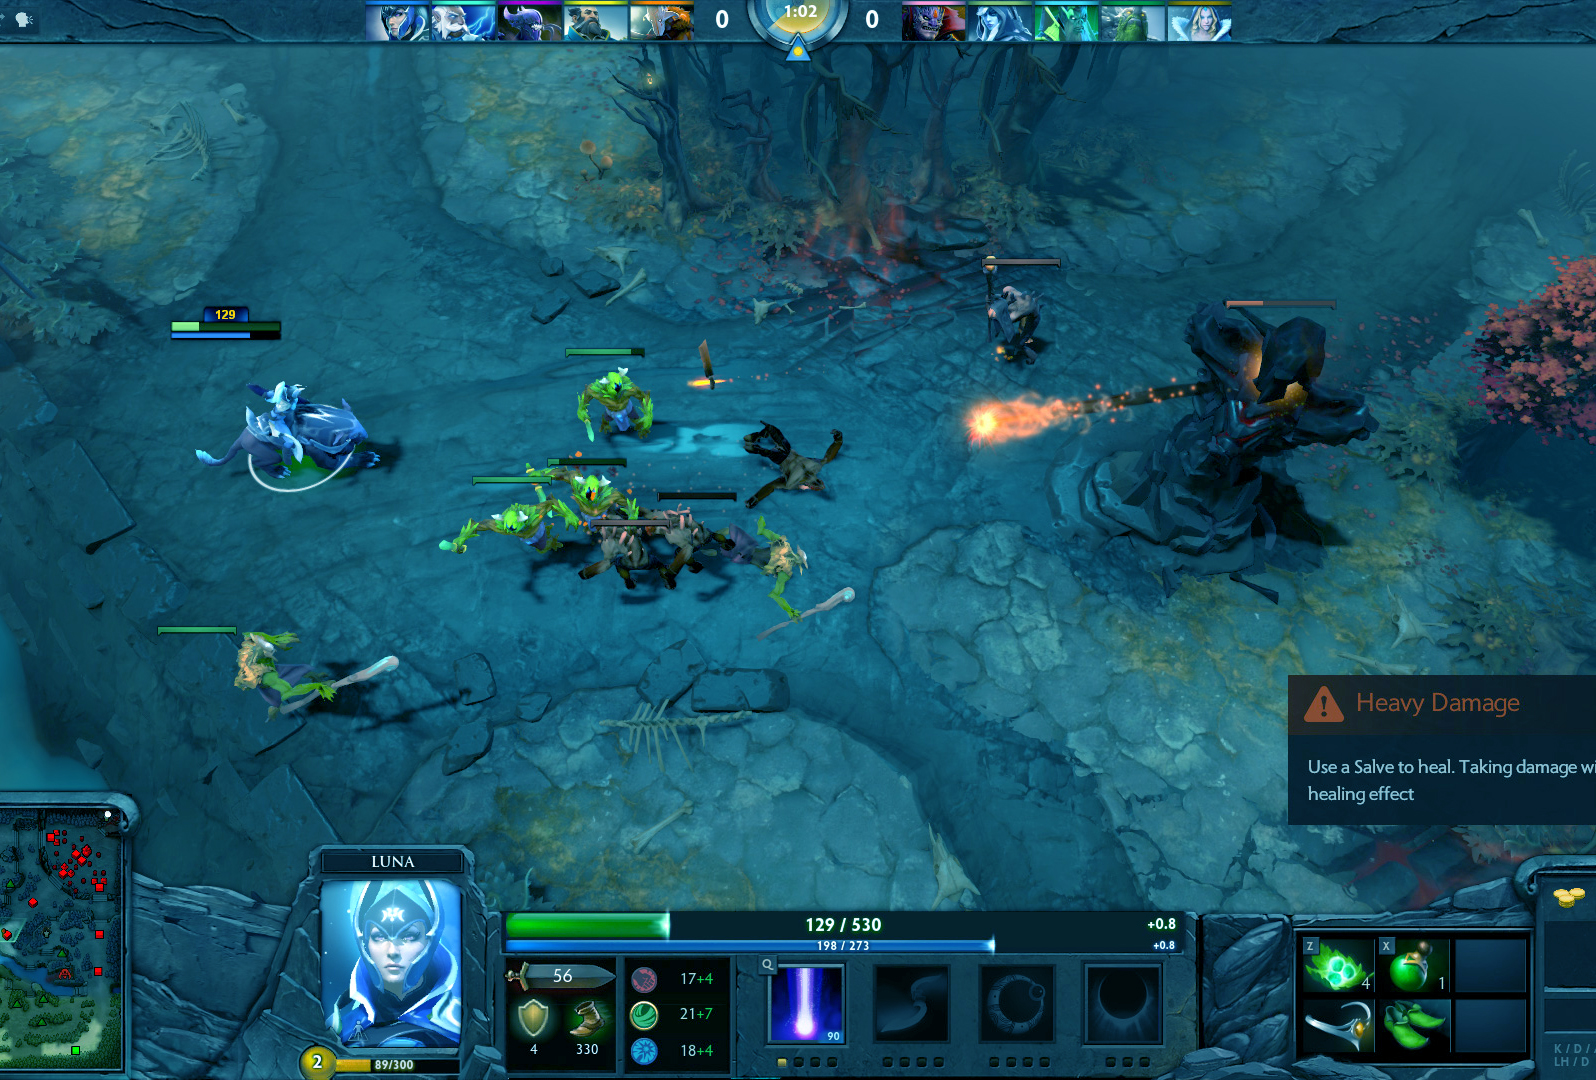 0
1:02
0
129
Heavy Damage
Use a Salve to heal. Taking damage wi
healing effect
LUNA
129 / 530
+0.8
198 / 273
+0.8
Q
Z
X
56
17+4
4
1
21+7
90
4
330
18+4
2
89/300
K / D /
LH / D